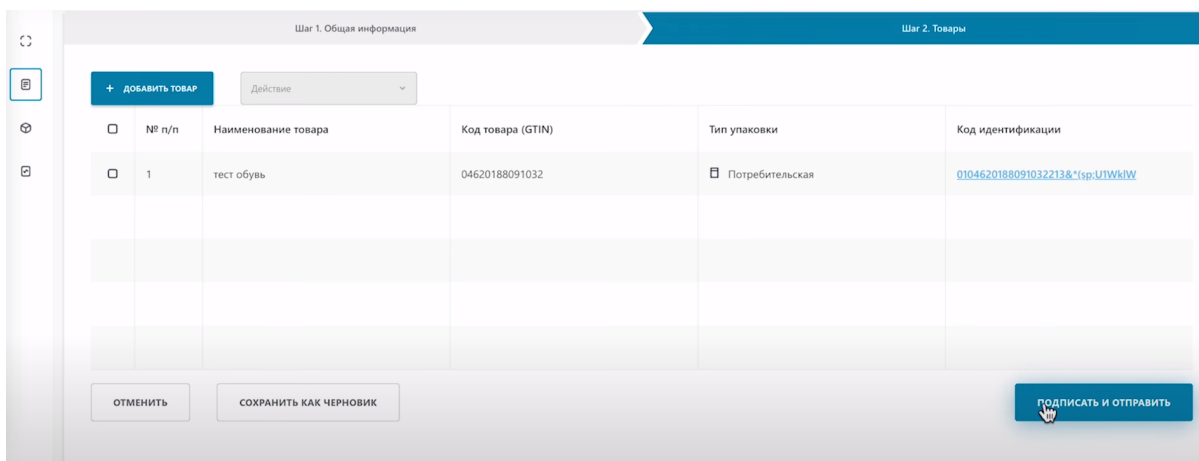 Шаг 1. Общая информация
Шаг 2. Товары
+ ДОБАВИТЬ ТОВАР
Действие
№ п/п Наименование товара Код товара (GTIN) Тип упаковки Код идентификации
1 тест обувь 04620188091032 Потребительская 0104620188091032213&*(sp;U1WklW
ОТМЕНИТЬ СОХРАНИТЬ КАК ЧЕРНОВИК ПОДПИСАТЬ И ОТПРАВИТЬ